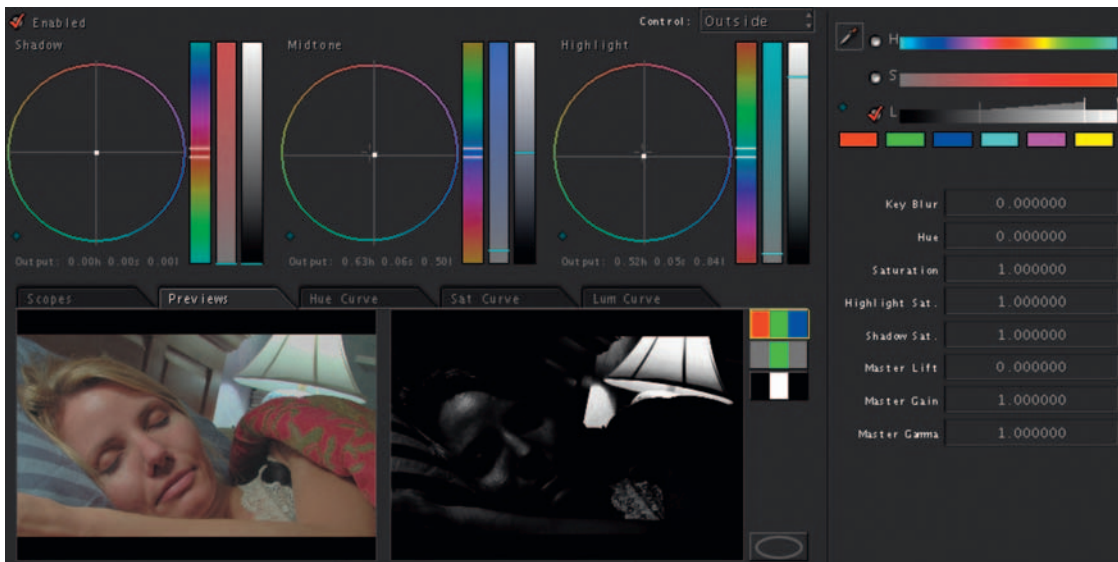 Enabled
Control: Outside
Shadow
Midtone
Highlight
H
S
L
Output: 0.00h 0.00s 0.00l
Output: 0.63h 0.06s 0.50l
Output: 0.52h 0.05s 0.84l
Scopes
Previews
Hue Curve
Sat Curve
Lum Curve
Key Blur 0.000000
Hue 0.000000
Saturation 1.000000
Highlight Sat. 1.000000
Shadow Sat. 1.000000
Master Lift 0.000000
Master Gain 1.000000
Master Gamma 1.000000